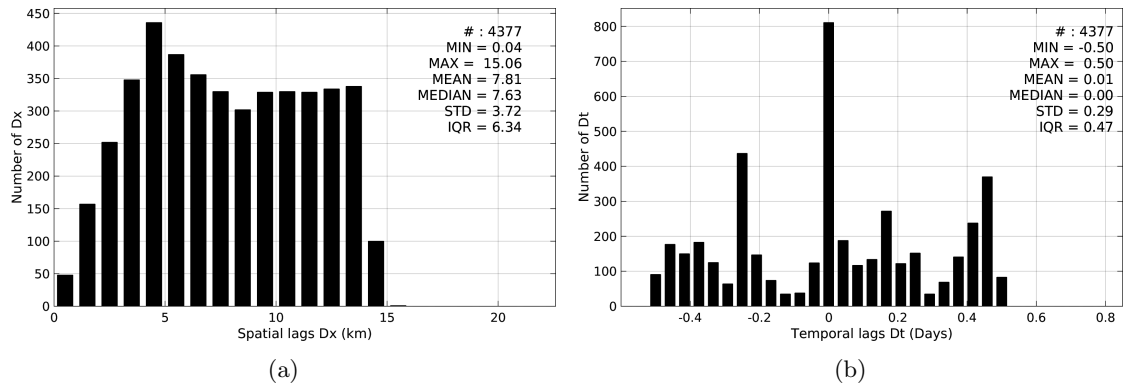 # : 4377
MIN = 0.04
MAX = 15.06
MEAN = 7.81
MEDIAN = 7.63
STD = 3.72
IQR = 6.34
Number of Dx
450
400
350
300
250
200
150
100
50
0
0 5 10 15 20
Spatial lags Dx (km)
(a)
# : 4377
MIN = -0.50
MAX = 0.50
MEAN = 0.01
MEDIAN = 0.00
STD = 0.29
IQR = 0.47
Number of Dt
800
700
600
500
400
300
200
100
0
-0.4 -0.2 0 0.2 0.4 0.6 0.8
Temporal lags Dt (Days)
(b)